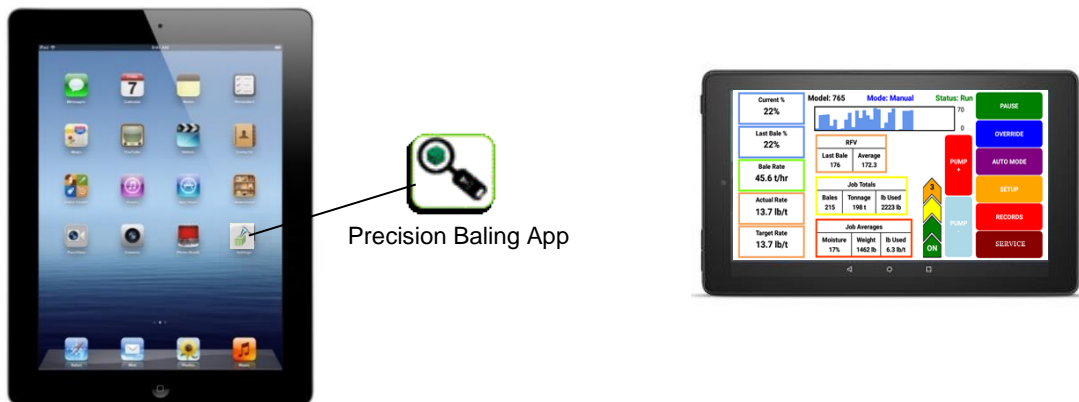 7
Precision Baling App
Current %
22%
Last Bale %
22%
Bale Rate
45.6 t/hr
Actual Rate
13.7 lb/t
Target Rate
13.7 lb/t
Model: 765 Mode: Manual Status: Run
70
0
RFV
Last Bale Average
176 172.3
Job Totals
Bales Tonnage lb Used
215 198 t 2223 lb
Job Averages
Moisture Weight lb Used
17% 1462 lb 6.3 lb/t
3
ON
PUMP
+
PUMP
-
PAUSE
OVERRIDE
AUTO MODE
SETUP
RECORDS
SERVICE